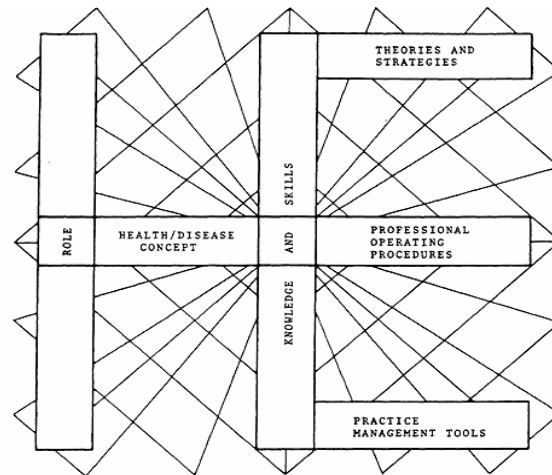 THEORIES AND
STRATEGIES
ROLE
HEALTH/DISEASE
CONCEPT
KNOWLEDGE AND SKILLS
PROFESSIONAL
OPERATING
PROCEDURES
PRACTICE
MANAGEMENT TOOLS